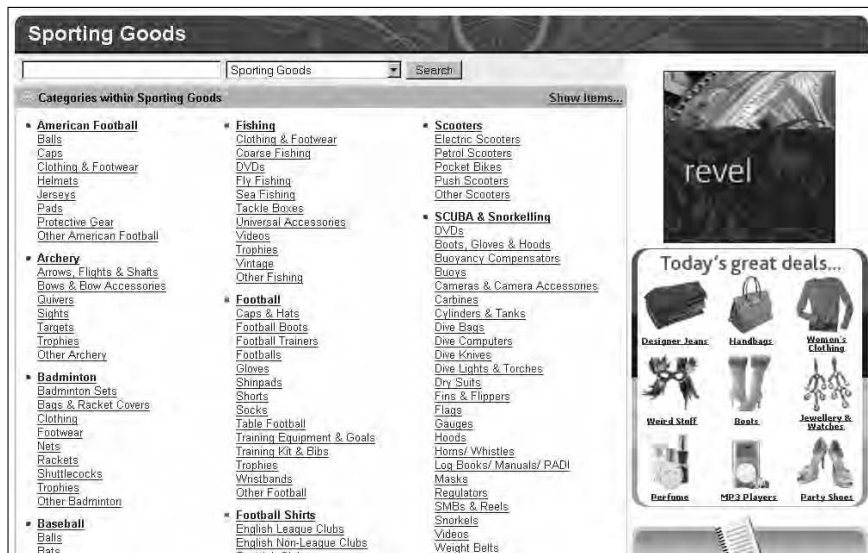 Sporting Goods
Sporting Goods
Search
Categories within Sporting Goods
Show Items...
American Football
Balls
Caps
Clothing & Footwear
Helmets
Jerseys
Pads
Protective Gear
Other American Football
Archery
Arrows, Flights & Shafts
Bows & Bow Accessories
Quivers
Sights
Targets
Trophies
Other Archery
Badminton
Badminton Sets
Bags & Racket Covers
Clothing
Footwear
Nets
Rackets
Shuttlecocks
Trophies
Other Badminton
Baseball
Balls
Bats
Fishing
Clothing & Footwear
Coarse Fishing
DVDs
Fly Fishing
Sea Fishing
Tackle Boxes
Universal Accessories
Videos
Trophies
Vintage
Other Fishing
Football
Caps & Hats
Football Boots
Football Trainers
Footballs
Gloves
Shinpads
Shorts
Socks
Table Football
Training Equipment & Goals
Training Kit & Bibs
Trophies
Wristbands
Other Football
Football Shirts
English League Clubs
English Non-League Clubs
Scooters
Electric Scooters
Petrol Scooters
Pocket Bikes
Push Scooters
Other Scooters
SCUBA & Snorkelling
DVDs
Boots, Gloves & Hoods
Buoyancy Compensators
Buoys
Cameras & Camera Accessories
Carbines
Cylinders & Tanks
Dive Bags
Dive Computers
Dive Knives
Dive Lights & Torches
Dry Suits
Fins & Flippers
Flags
Gauges
Hoods
Horns/ Whistles
Log Books/ Manuals/ PADI
Masks
Regulators
SMBs & Reels
Snorkels
Videos
Weight Belts
revel
Today's great deals...
Designer Jeans
Handbags
Women's
Clothing
Weird Stuff
Boots
Jewellery &
Watches
Perfume
MP3 Players
Party Shoes